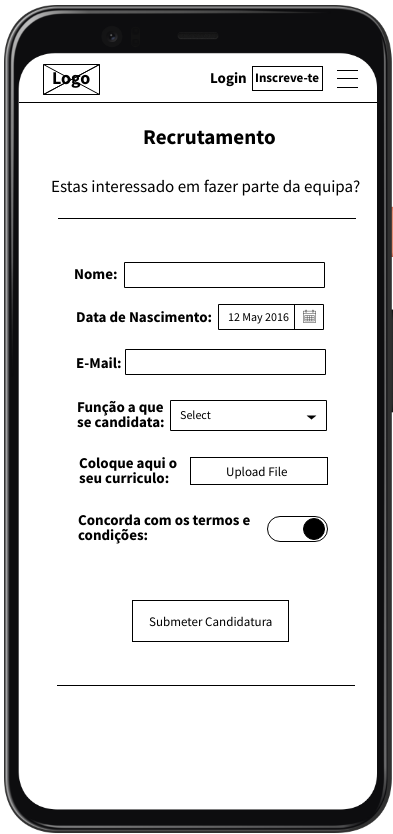 Logo
Login
Inscreve-te
Recrutamento
Estas interessado em fazer parte da equipa?
Nome:
Data de Nascimento:
12 May 2016
E-Mail:
Função a que
se candidata:
Select
Coloque aqui o
seu curriculo:
Upload File
Concorda com os termos e
condições:
Submeter Candidatura